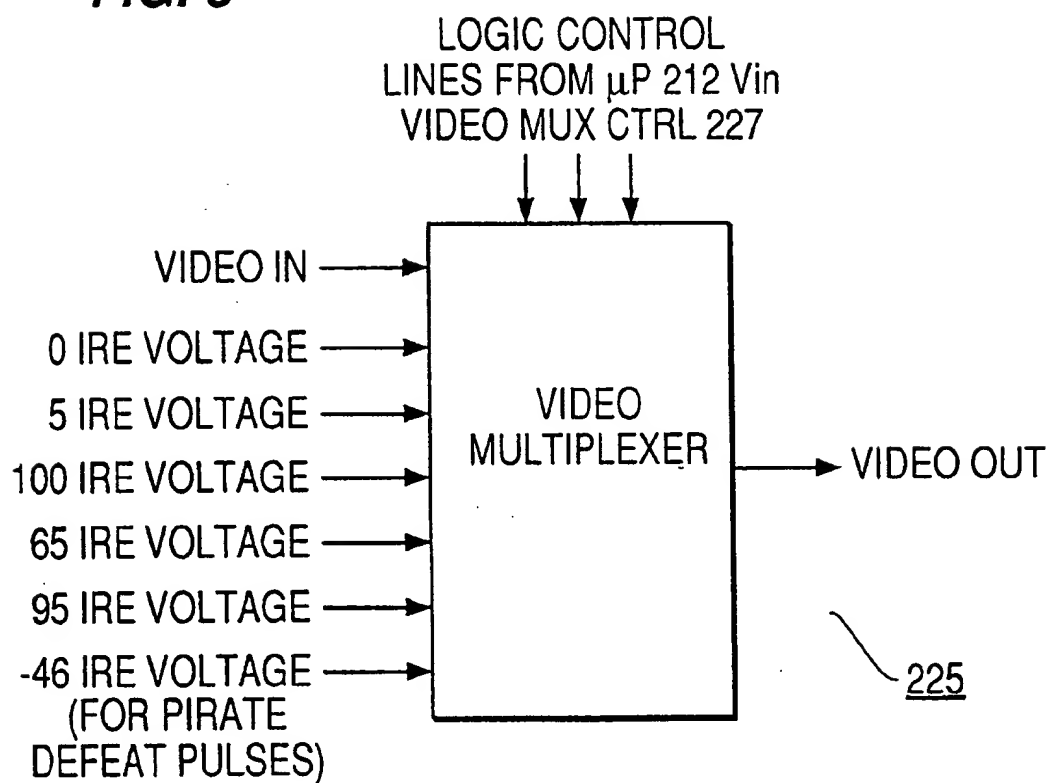 LOGIC CONTROL
LINES FROM μP 212 Vin
VIDEO MUX CTRL 227
VIDEO IN
0 IRE VOLTAGE
5 IRE VOLTAGE
100 IRE VOLTAGE
65 IRE VOLTAGE
95 IRE VOLTAGE
-46 IRE VOLTAGE
(FOR PIRATE
DEFEAT PULSES)
VIDEO
MULTIPLEXER
VIDEO OUT
225